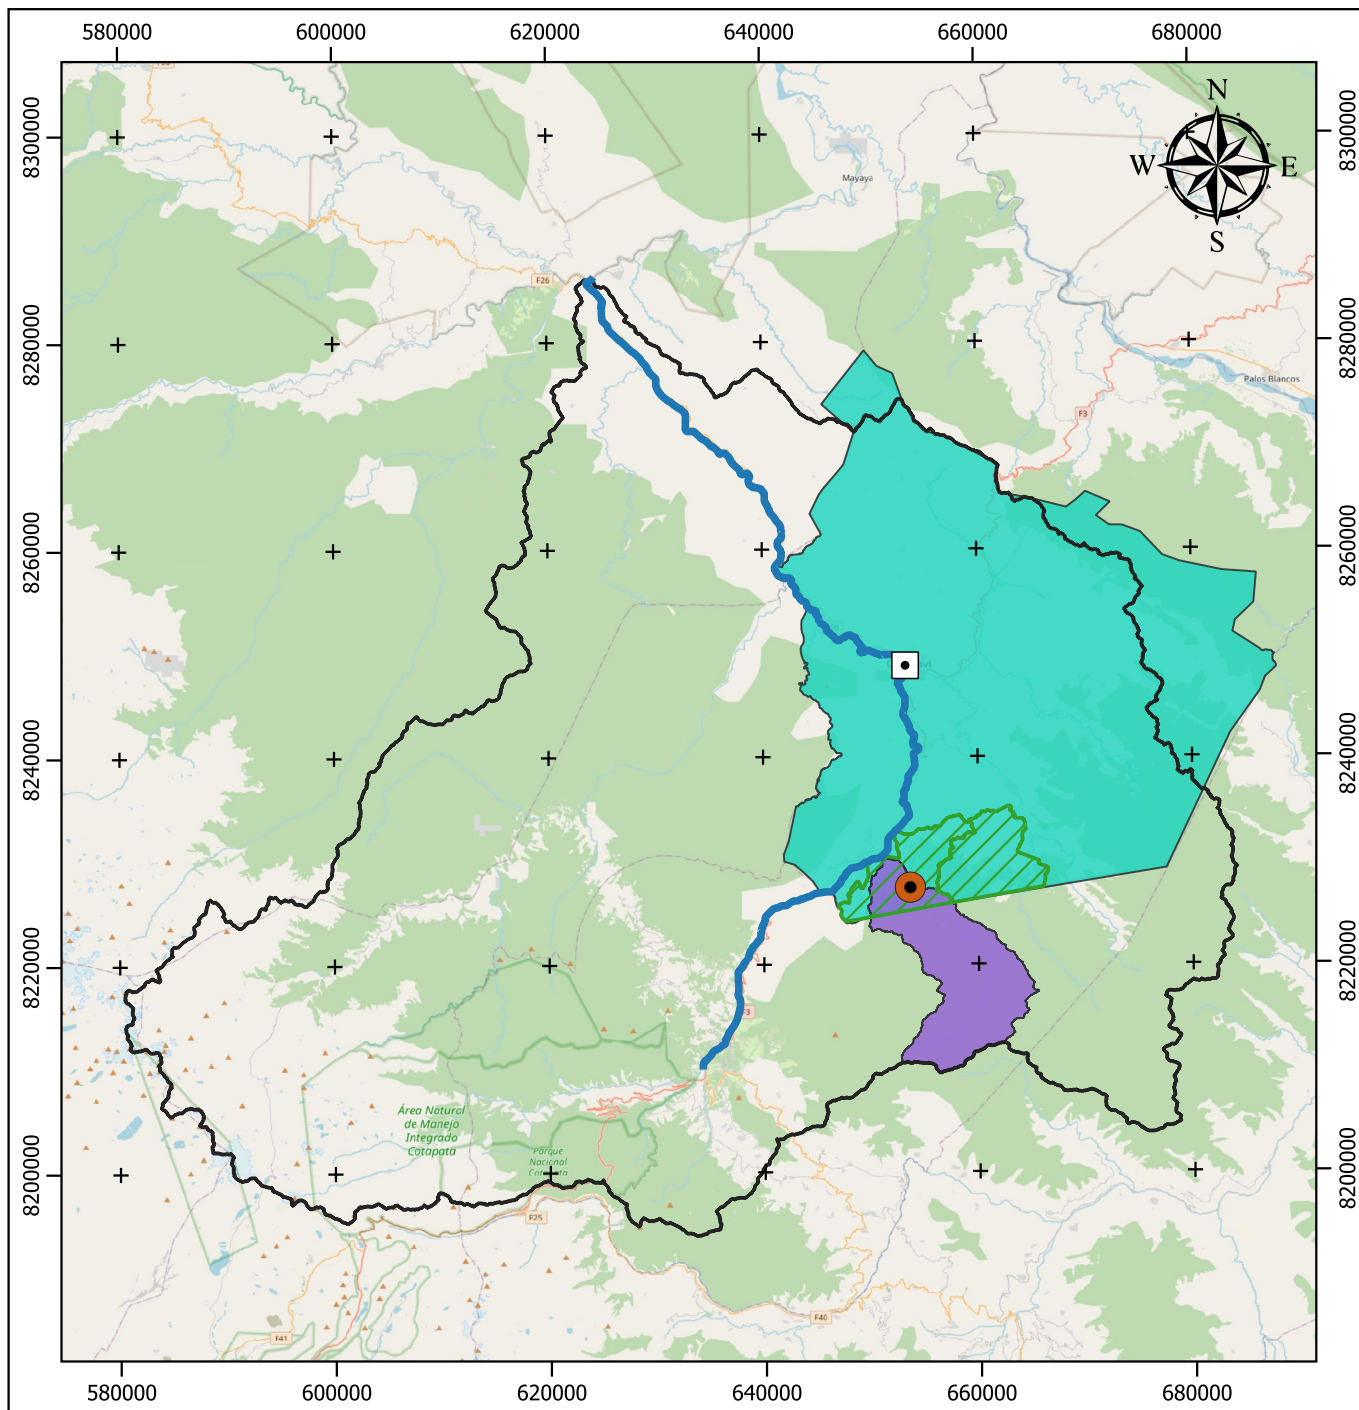 580000 600000 620000 640000 660000 680000
N
W E
S
8300000 8300000
Mayaya
F26
8280000 8280000
Palos Blancos
F3
8260000 8260000
8240000 8240000
8220000 8220000
F3
Área Natural
de Manejo
Integrado
Cotapata
Parque
Nacional
Cotapata
8200000 8200000
F25
F40
F41
580000 600000 620000 640000 660000 680000